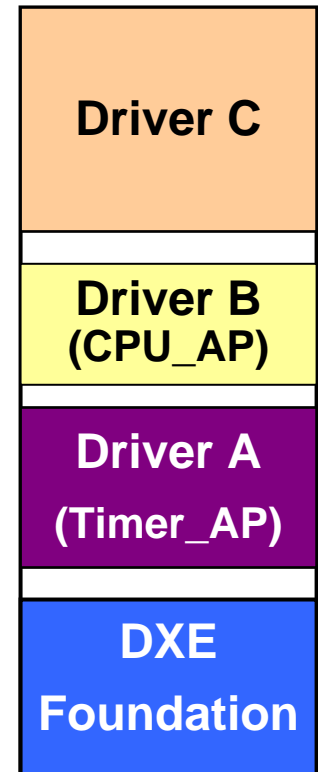 Driver C
Driver B
(CPU_AP)
Driver A
(Timer_AP)
DXE
Foundation